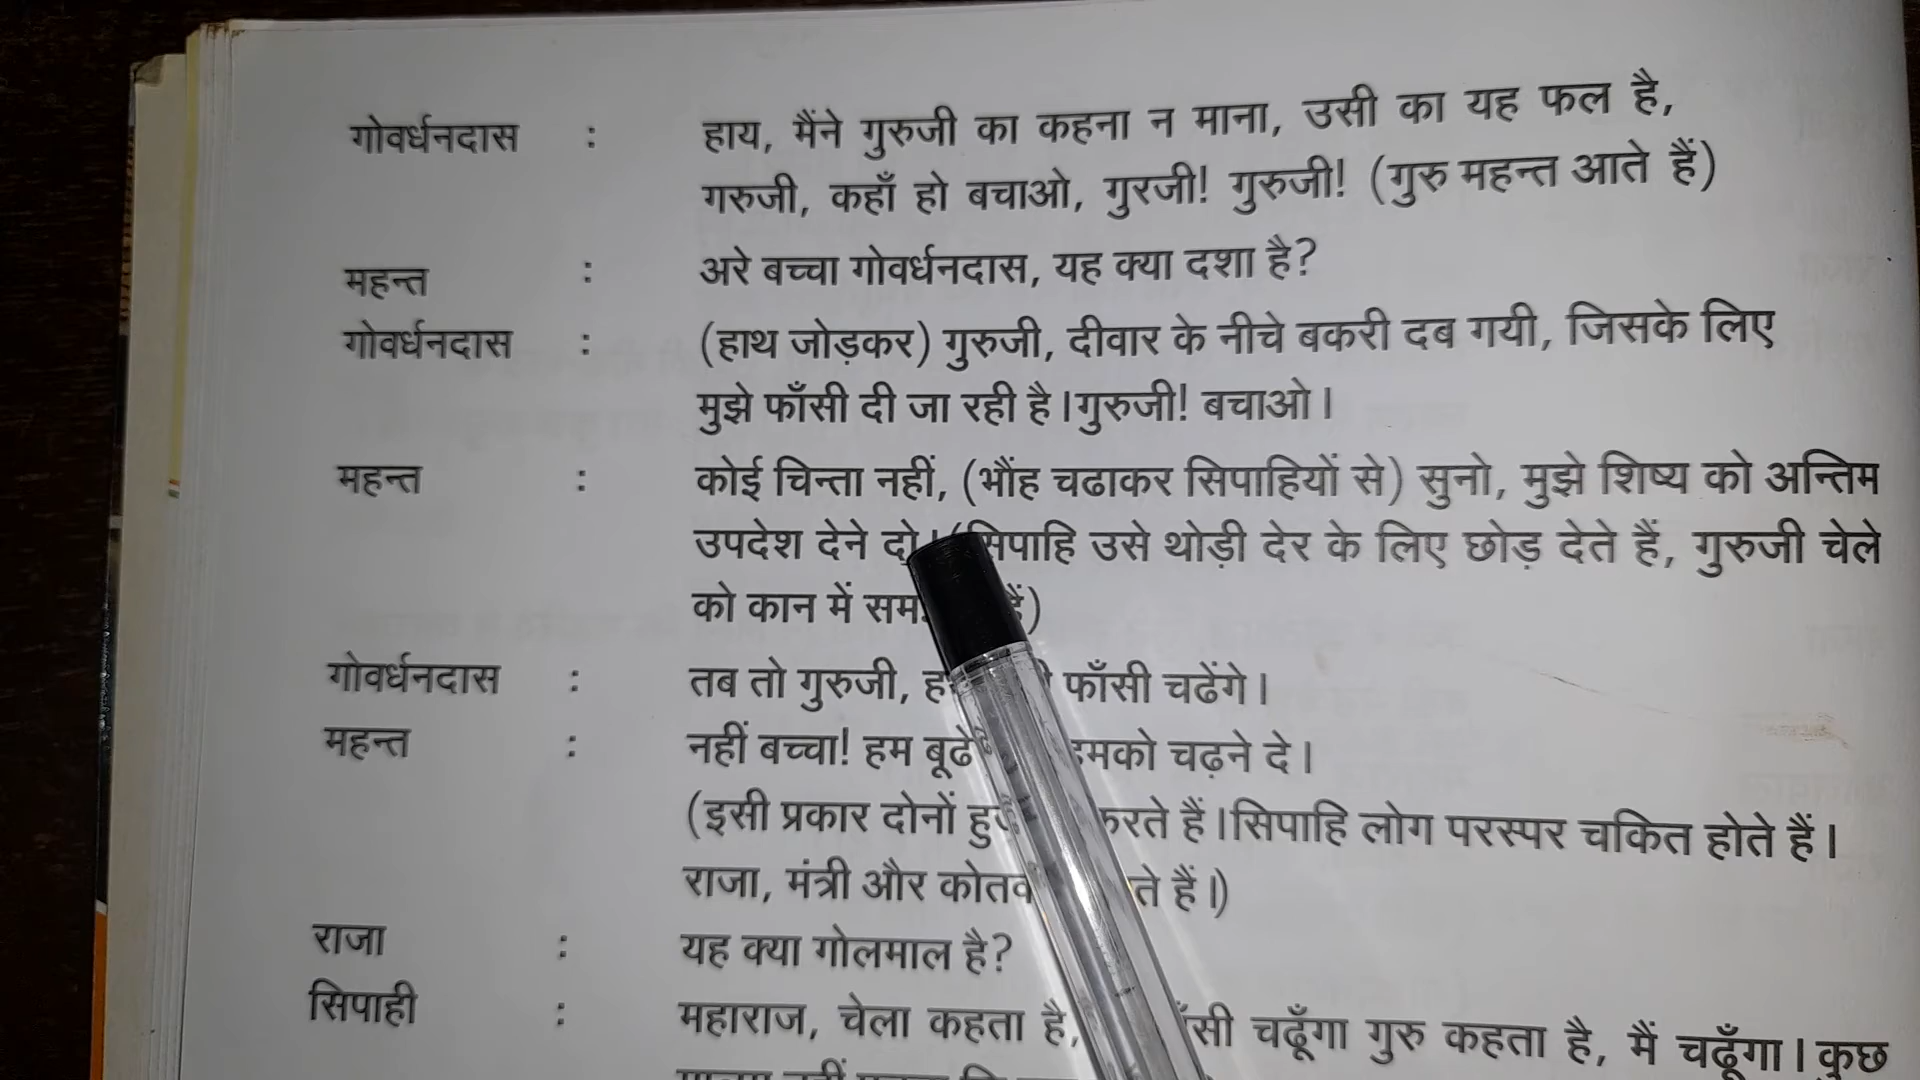 गोवर्धनदास : हाय, मैंने गुरुजी का कहना न माना, उसी का यह फल है,
गरुजी, कहाँ हो बचाओ, गुरजी! गुरुजी! (गुरु महन्त आते हैं)
महन्त : अरे बच्चा गोवर्धनदास, यह क्या दशा है?
गोवर्धनदास : (हाथ जोड़कर) गुरुजी, दीवार के नीचे बकरी दब गयी, जिसके लिए
मुझे फाँसी दी जा रही है।गुरुजी! बचाओ।
महन्त : कोई चिन्ता नहीं, (भौंह चढाकर सिपाहियों से) सुनो, मुझे शिष्य को अन्तिम
उपदेश देने दो। (सिपाहि उसे थोड़ी देर के लिए छोड़ देते हैं, गुरुजी चेले
को कान में हैं)
गोवर्धनदास : तब तो गुरुजी, फाँसी चढेंगे।
महन्त : नहीं बच्चा! हम बूढे हमको चढ़ने दे।
(इसी प्रकार दोनों करते हैं।सिपाहि लोग परस्पर चकित होते हैं।
राजा, मंत्री और हैं।)
राजा : यह क्या गोलमाल है?
सिपाही : महाराज, चेला कहता है, चढूँगा गुरु कहता है, मैं चढूँगा। कुछ